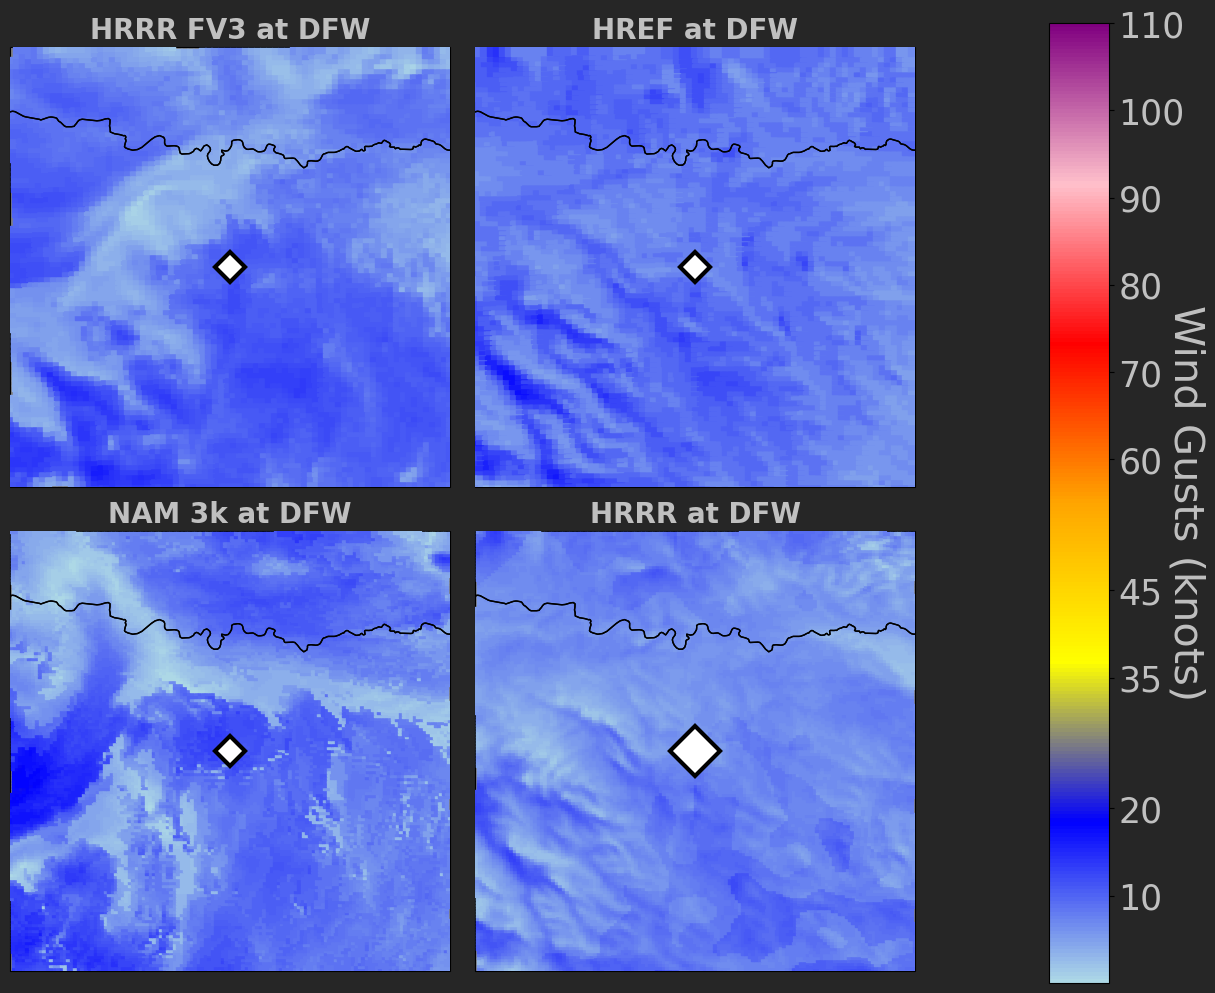 HRRR FV3 at DFW
HREF at DFW
NAM 3k at DFW
HRRR at DFW
110
100
90
80
70
60
45
35
20
10
Wind Gusts (knots)